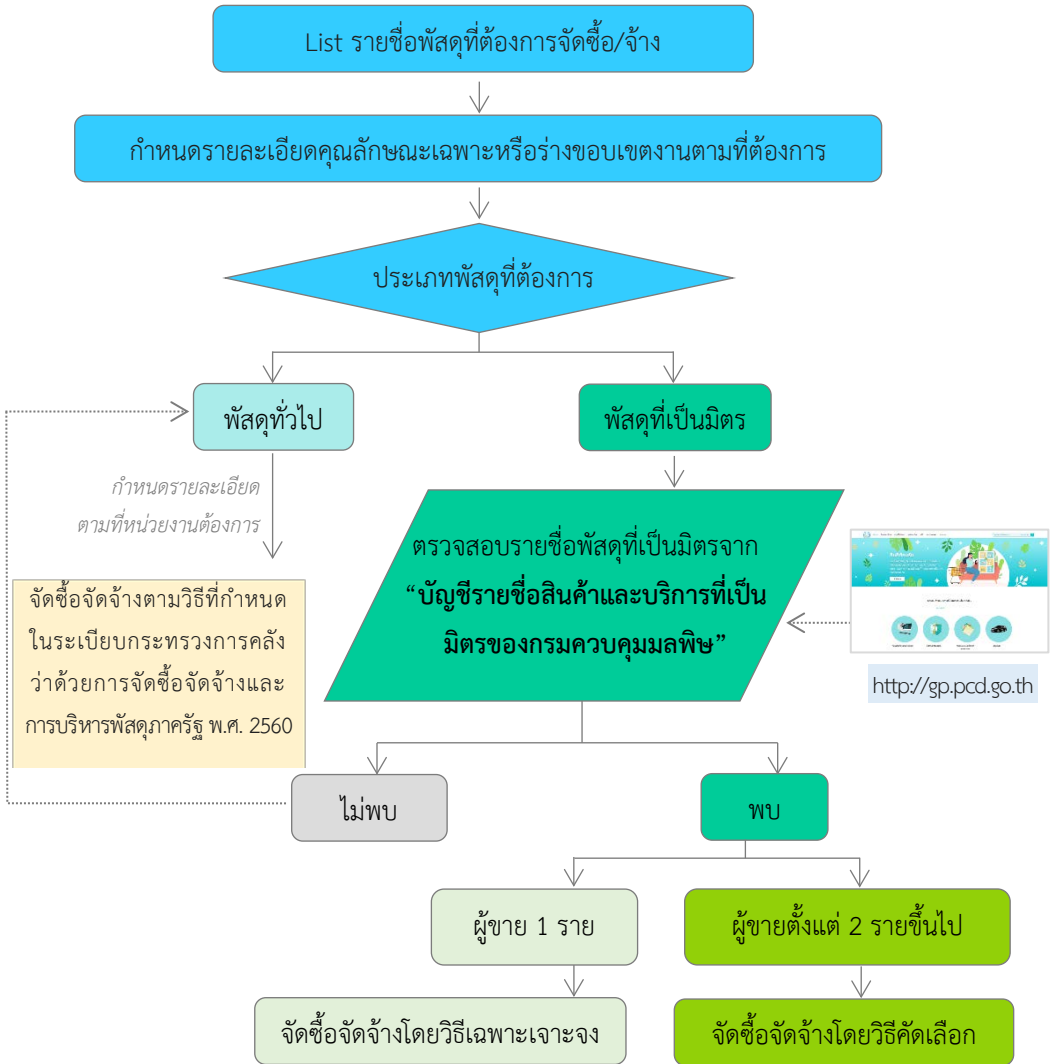 List รายชื่อพัสดุที่ต้องการจัดซื้อ/จ้าง
กำหนดรายละเอียดคุณลักษณะเฉพาะหรือร่างขอบเขตงานตามที่ต้องการ
ประเภทพัสดุที่ต้องการ
พัสดุทั่วไป
พัสดุที่เป็นมิตร
กำหนดรายละเอียด
ตามที่หน่วยงานต้องการ
จัดซื้อจัดจ้างตามวิธีที่กำหนด
ในระเบียบกระทรวงการคลัง
ว่าด้วยการจัดซื้อจัดจ้างและ
การบริหารพัสดุภาครัฐ พ.ศ. 2560
ตรวจสอบรายชื่อพัสดุที่เป็นมิตรจาก
“บัญชีรายชื่อสินค้าและบริการที่เป็น
มิตรของกรมควบคุมมลพิษ”
http://gp.pcd.go.th
ไม่พบ
พบ
ผู้ขาย 1 ราย
ผู้ขายตั้งแต่ 2 รายขึ้นไป
จัดซื้อจัดจ้างโดยวิธีเฉพาะเจาะจง
จัดซื้อจัดจ้างโดยวิธีคัดเลือก